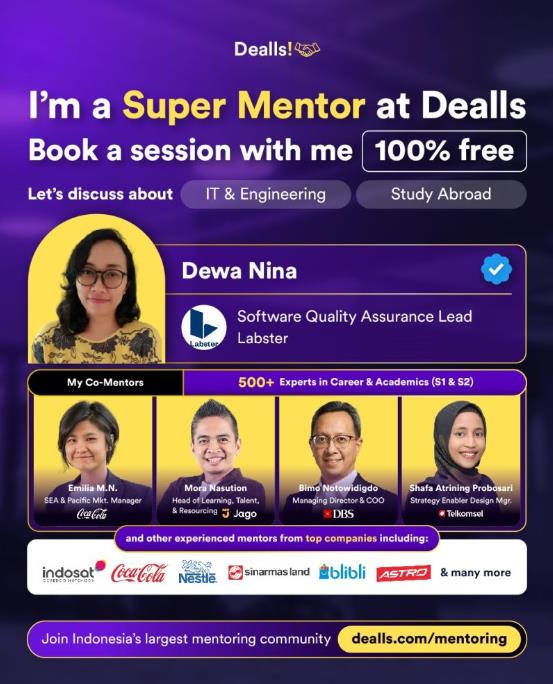 Dealls!
I'm a Super Mentor at Dealls
Book a session with me 100% free
Let's discuss about IT & Engineering Study Abroad
Dewa Nina
Labster
Software Quality Assurance Lead
Labster
My Co-Mentors
500+ Experts in Career & Academics (S1 & S2)
Emilia M.N.
SEA & Pacific Mkt. Manager
Coca-Cola
Mora Nasution
Head of Learning, Talent,
& Resourcing Jago
Bimo Notowidigdo
Managing Director & COO
DBS
Shafa Atrining Probosari
Strategy Enabler Design Mgr.
Telkomsel
and other experienced mentors from top companies including:
indosat
OOREDOO HUTCHISON
Coca-Cola
Nestlé
sinarmas land
blibli
ASTRO
& many more
Join Indonesia's largest mentoring community dealls.com/mentoring